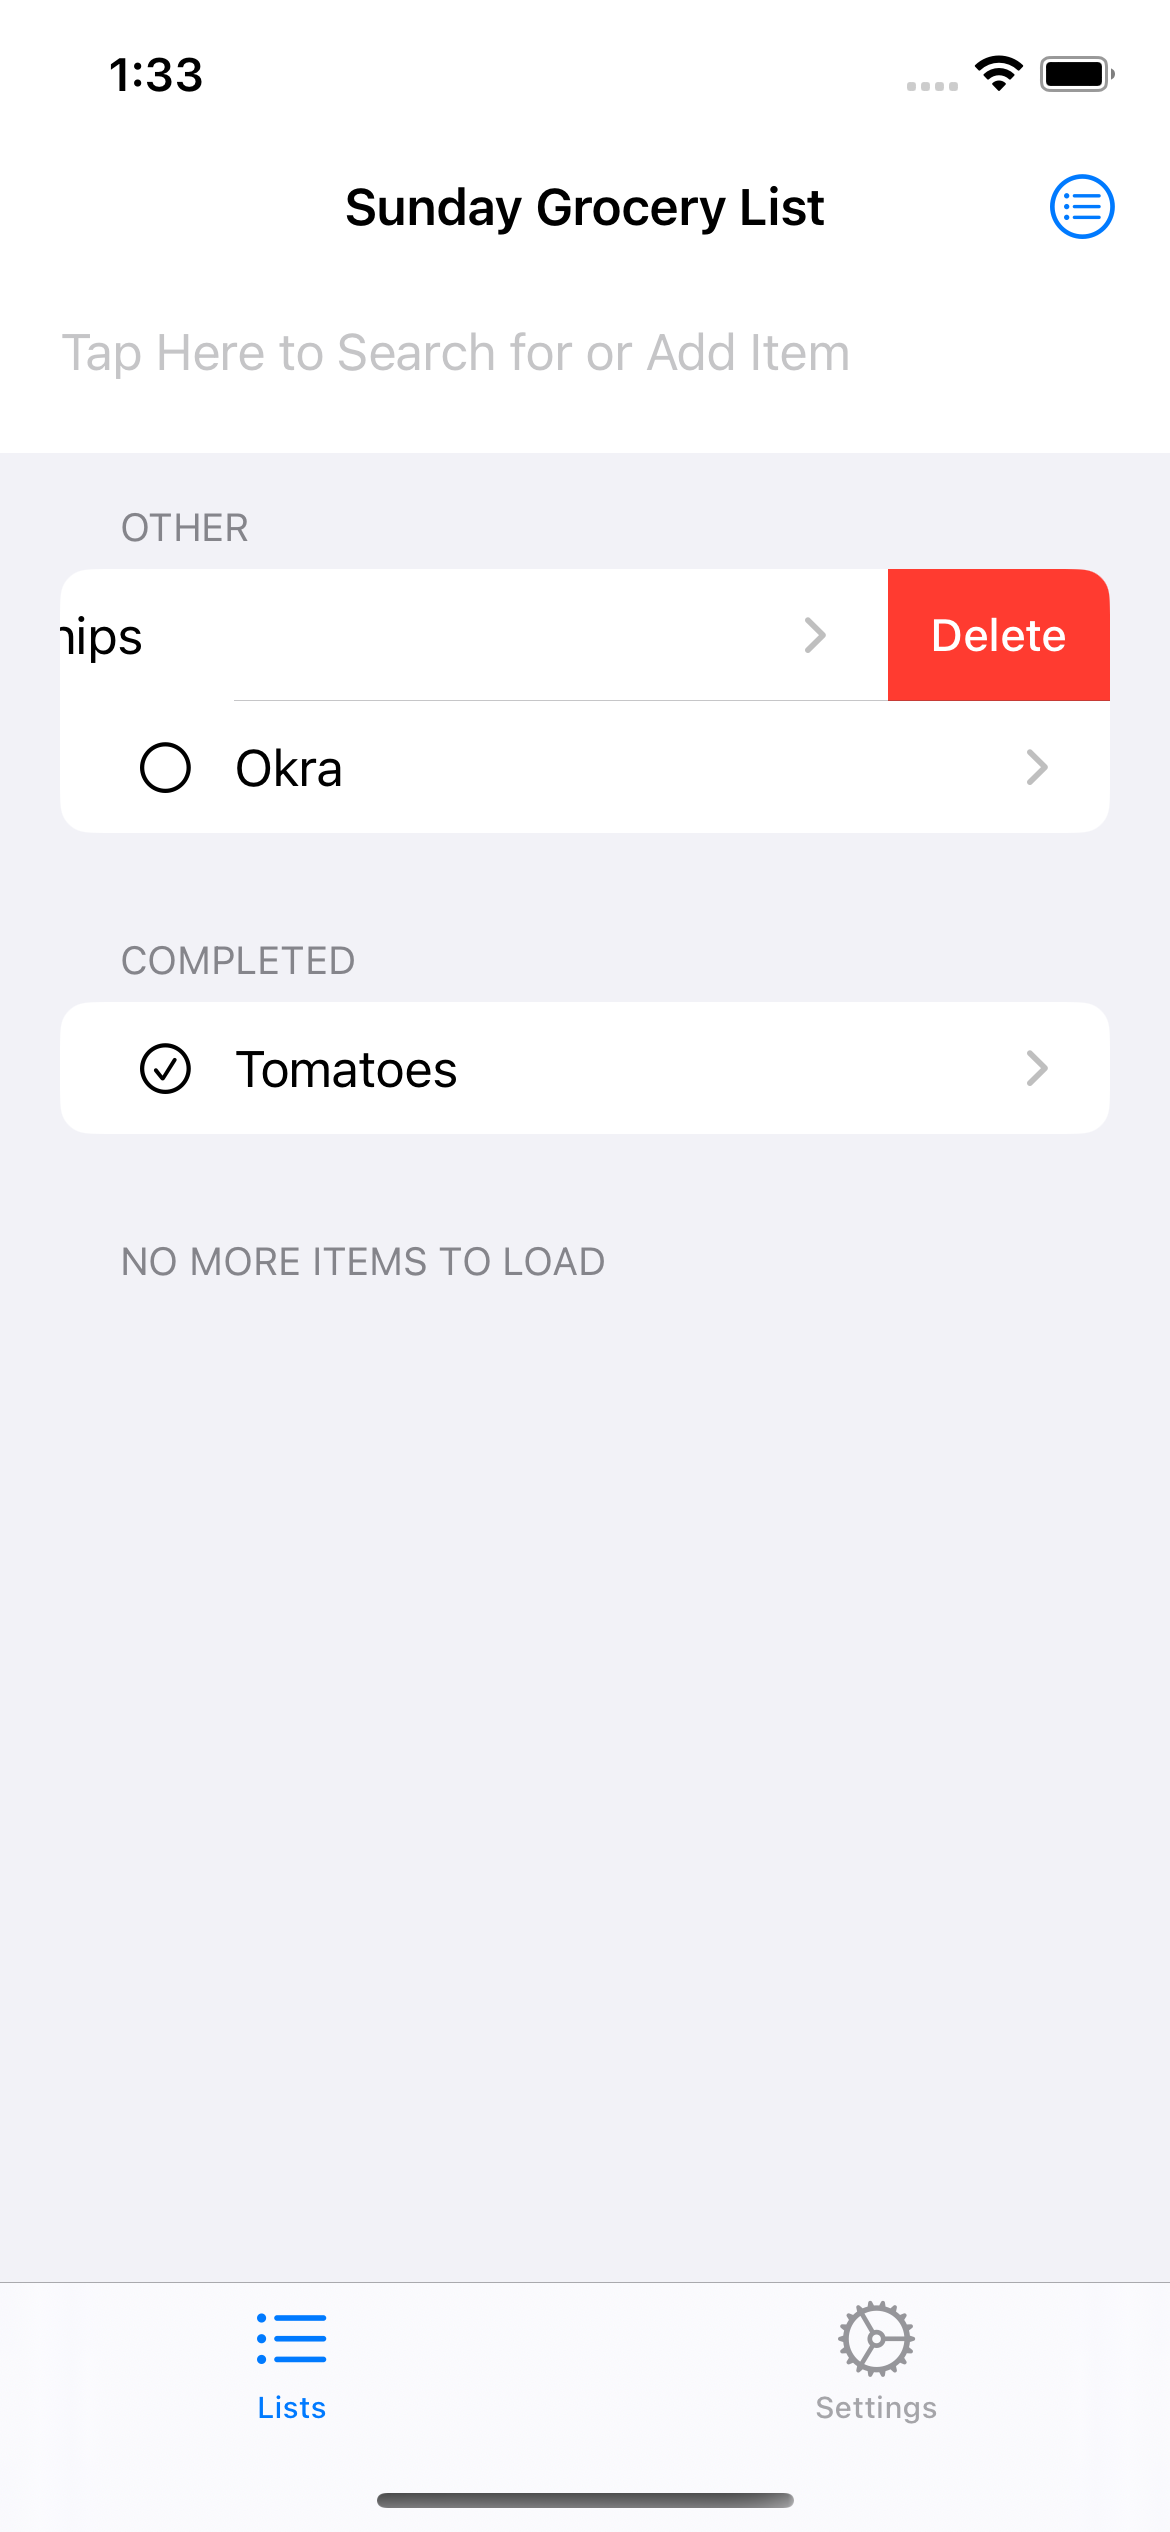 1:33
Sunday Grocery List
Tap Here to Search for or Add Item
OTHER
hips
Delete
Okra
COMPLETED
Tomatoes
NO MORE ITEMS TO LOAD
Lists
Settings